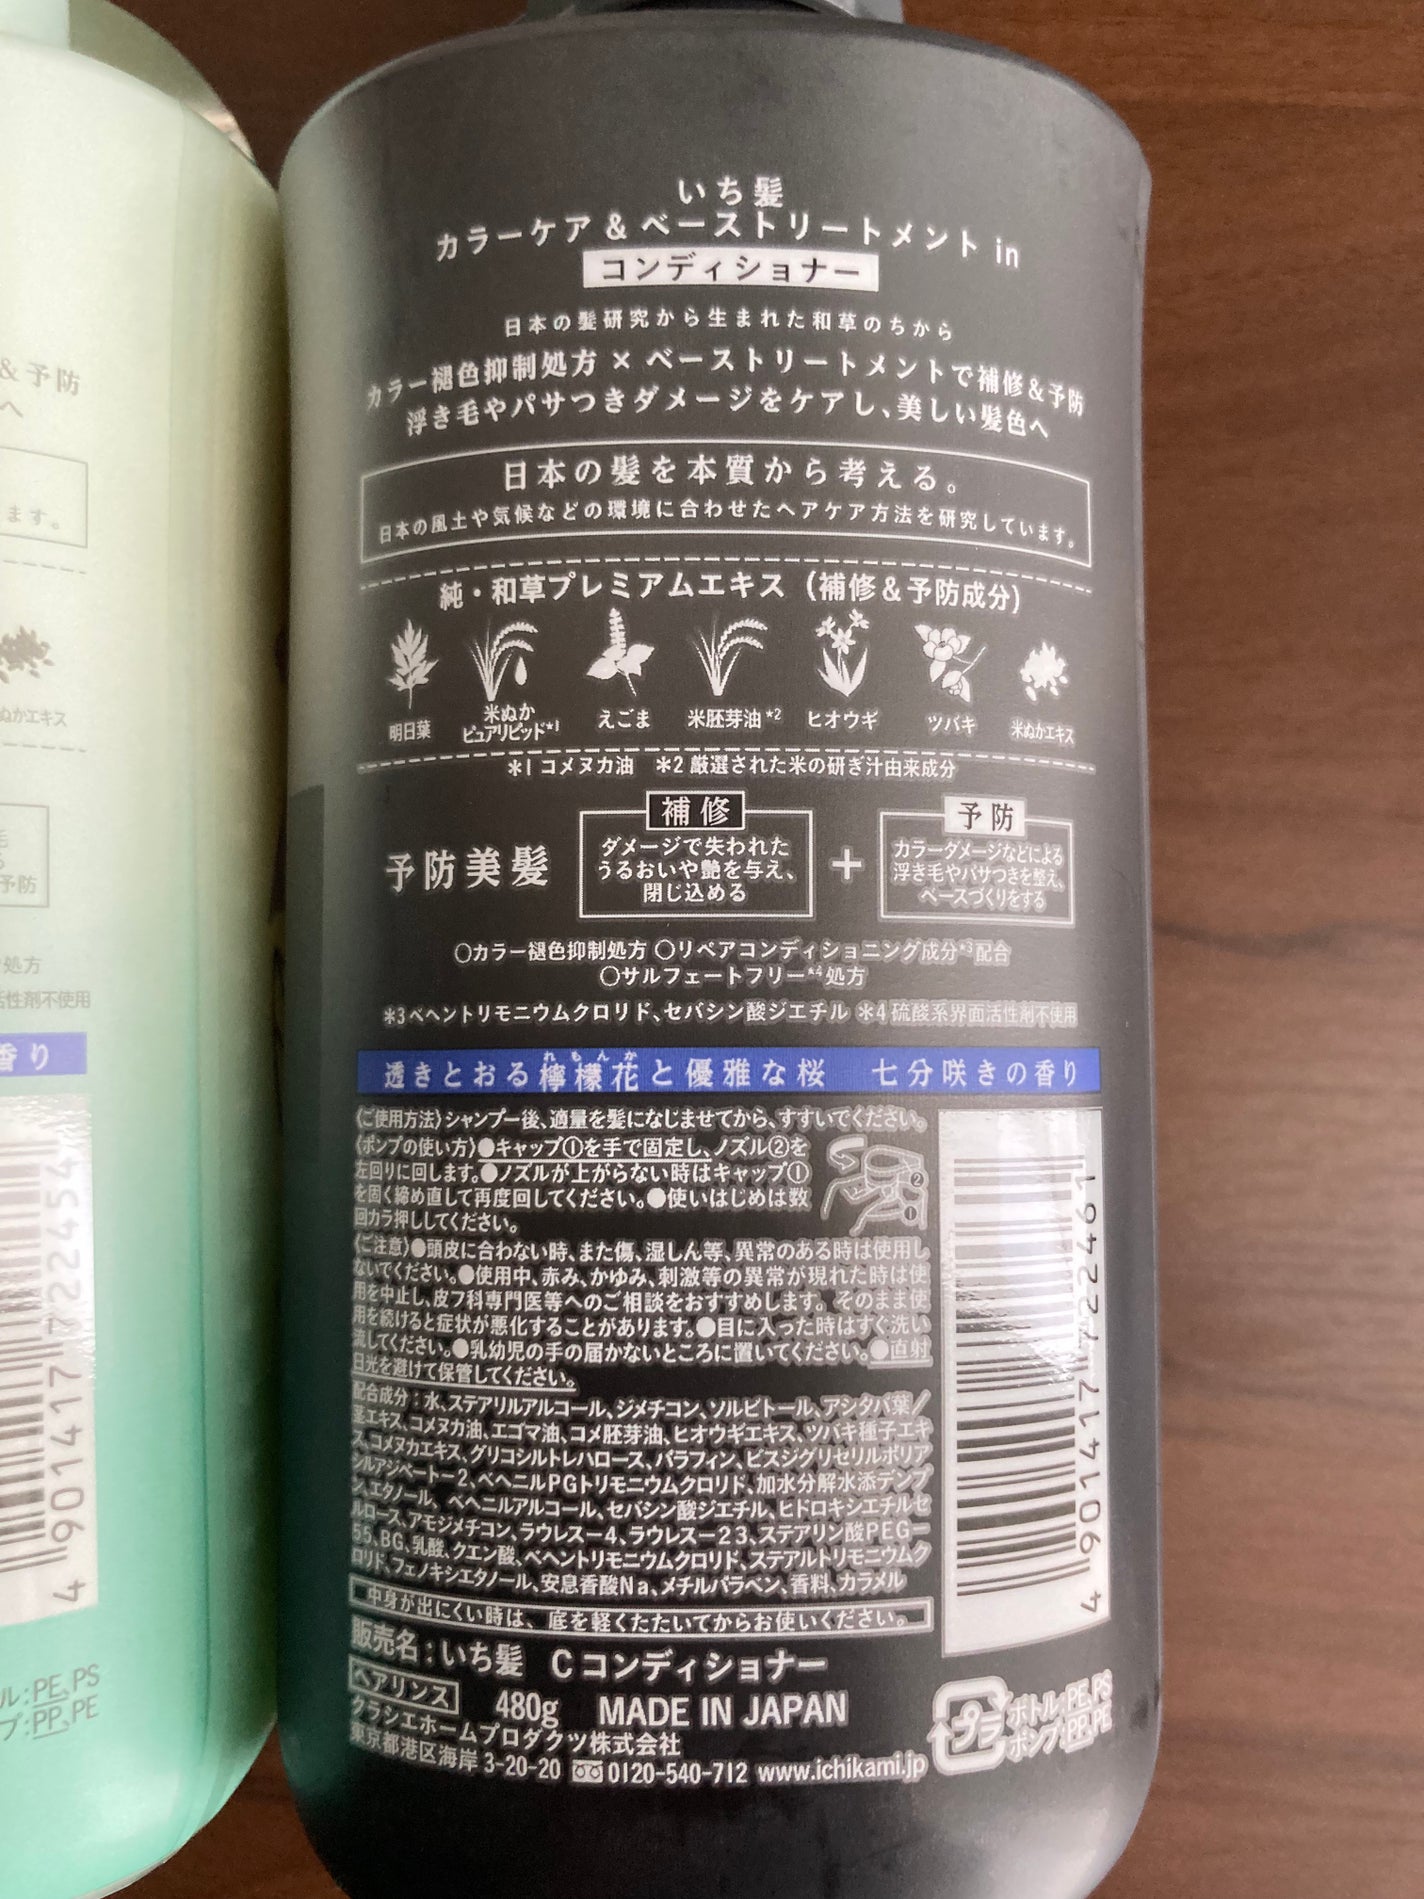 いち髪
カラーケア & ベーストリートメント in
コンディショナー
日本の髪研究から生まれた和草のちから
カラー褪色抑制処方 × ベーストリートメントで補修&予防
浮き毛やパサつきダメージをケアし、美しい髪色へ
日本の髪を本質から考える。
日本の風土や気候などの環境に合わせたヘアケア方法を研究しています。
純・和草プレミアムエキス (補修&予防成分)
明日葉
米ぬか
ピュアリピッド*1
えごま
米胚芽油*2
ヒオウギ
ツバキ
米ぬかエキス
*1 コメヌカ油 *2 厳選された米の研ぎ汁由来成分
予防美髪
補修
ダメージで失われた
うるおいや艶を与え、
閉じ込める
+
予防
カラーダメージなどによる
浮き毛やパサつきを整え、
ベースづくりをする
○カラー褪色抑制処方 ○リペアコンディショニング成分*3配合
○サルフェートフリー*4処方
*3ベヘントリモニウムクロリド、セバシン酸ジエチル *4 硫酸系界面活性剤不使用
れもんか
透きとおる檸檬花と優雅な桜 七分咲きの香り
〈ご使用方法〉シャンプー後、適量を髪になじませてから、すすいでください。
〈ポンプの使い方〉●キャップ①を手で固定し、ノズル②を
左回りに回します。●ノズルが上がらない時はキャップ①
を固く締め直して再度回してください。●使いはじめは数
回カラ押ししてください。
②
①
〈ご注意〉●頭皮に合わない時、また傷、湿しん等、異常のある時は使用し
ないでください。●使用中、赤み、かゆみ、刺激等の異常が現れた時は使
用を中止し、皮フ科専門医等へのご相談をおすすめします。そのまま使
用を続けると症状が悪化することがあります。●目に入った時はすぐ洗い
流してください。●乳幼児の手の届かないところに置いてください。●直射
日光を避けて保管してください。
配合成分：水、ステアリルアルコール、ジメチコン、ソルビトール、アシタバ葉/
茎エキス、コメヌカ油、エゴマ油、コメ胚芽油、ヒオウギエキス、ツバキ種子エキ
ス、コメヌカエキス、グリコシルトレハロース、パラフィン、ビスジグリセリルポリア
シルアジペート-2、ベヘニルPGトリモニウムクロリド、加水分解水添デンプ
ン、エタノール、ベヘニルアルコール、セバシン酸ジエチル、ヒドロキシエチルセ
ルロース、アモジメチコン、ラウレス-4、ラウレス-23、ステアリン酸PEG-
55、BG、乳酸、クエン酸、ベヘントリモニウムクロリド、ステアルトリモニウムク
ロリド、フェノキシエタノール、安息香酸Na、メチルパラベン、香料、カラメル
中身が出にくい時は、底を軽くたたいてからお使いください。
販売名：いち髪 Cコンディショナー
ヘアリンス 480g MADE IN JAPAN
クラシエホームプロダクツ株式会社
東京都港区海岸 3-20-20 0120-540-712 www.ichikami.jp
プラ
ボトル:PE、PS
ポンプ:PP、PE
4 901417 722461
&予防
へ
ます。
ぬかエキス
予防
処方
活性剤不使用
香り
4 901417 722454
ル:PE、PS
プ:PP、PE